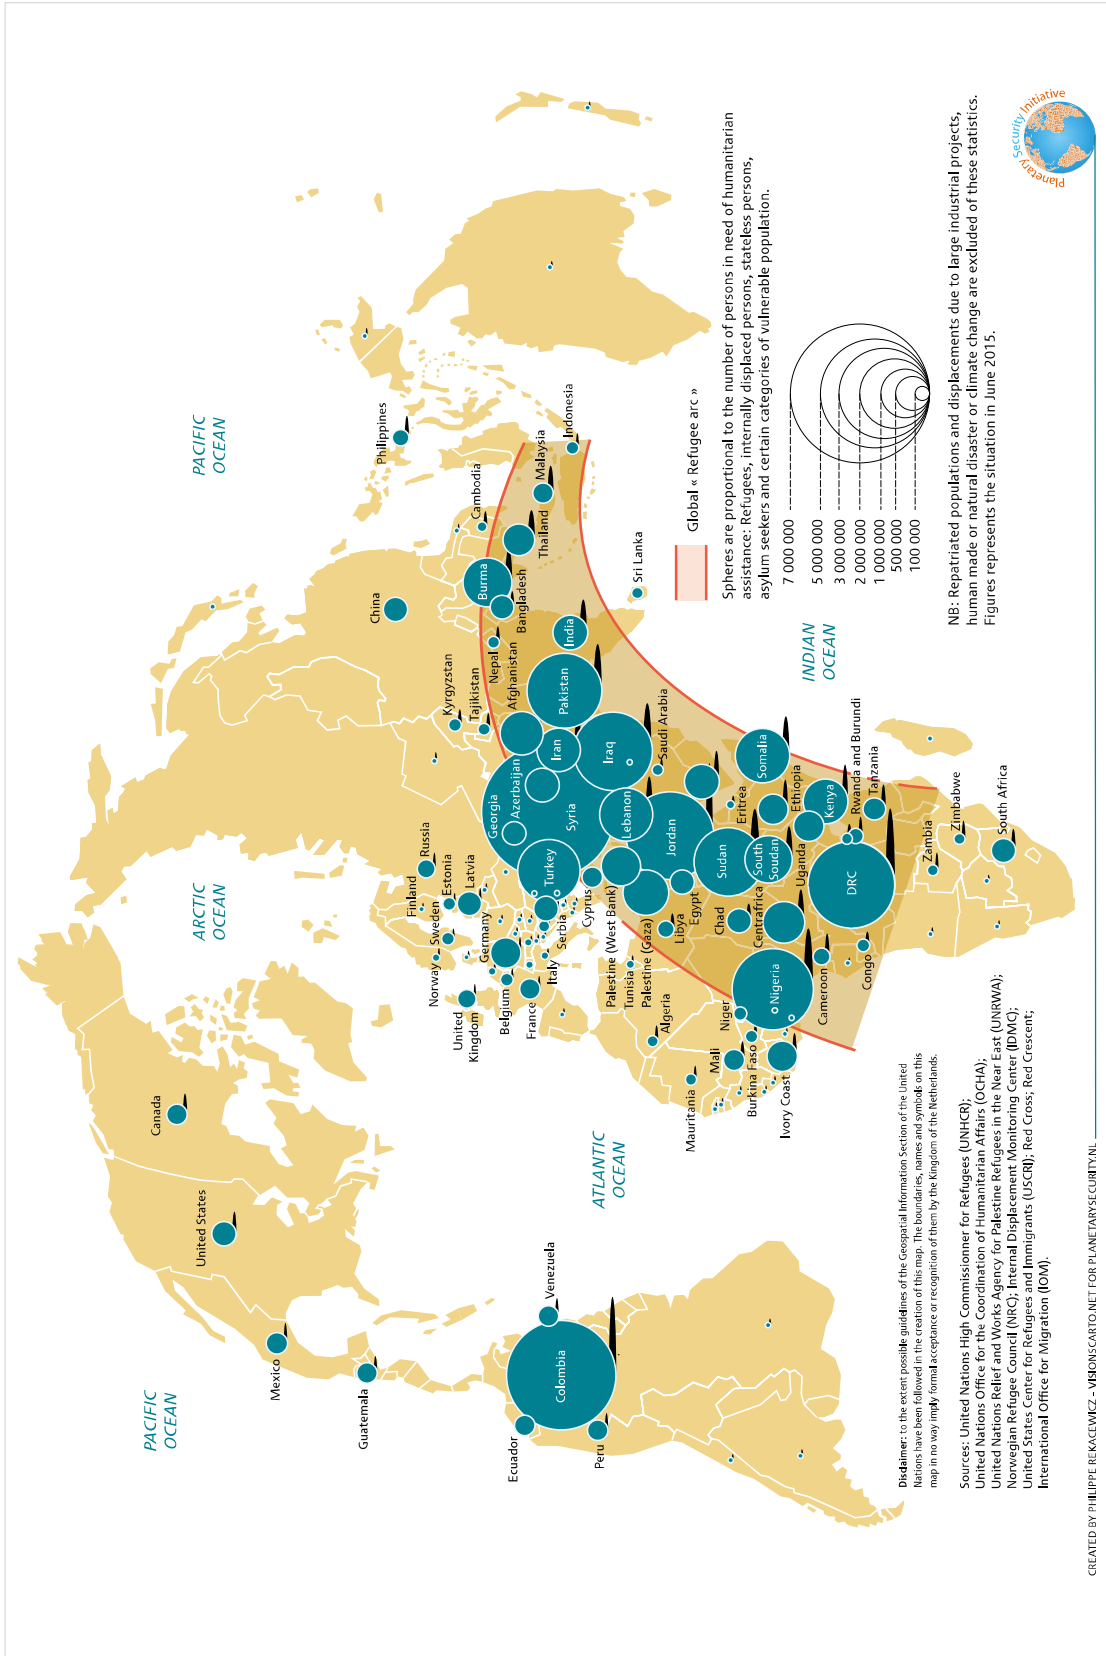 PACIFIC
OCEAN
ARCTIC
OCEAN
PACIFIC
OCEAN
Canada
United States
Mexico
Guatemala
Ecuador
Colombia
Venezuela
Peru
ATLANTIC
OCEAN
Finland
Norway
Sweden
Estonia
Russia
Latvia
United
Kingdom
Germany
Belgium
France
Italy
Serbia
Cyprus
Georgia
Azerbaijan
Turkey
Syria
Kyrgyzstan
Tajikistan
China
Philippines
Cambodia
Nepal
Afghanistan
Burma
Bangladesh
Thailand
Malaysia
Indonesia
India
Sri Lanka
Pakistan
Iran
Iraq
Lebanon
Jordan
Saudi Arabia
Palestine (West Bank)
Tunisia
Palestine (Gaza)
Algeria
Libya
Egypt
Mauritania
Mali
Niger
Burkina Faso
Ivory Coast
Nigeria
Chad
Centrafrica
Cameroon
Congo
Sudan
South
Soudan
Eritrea
Ethiopia
Somalia
Uganda
Kenya
DRC
Rwanda and Burundi
Tanzania
Zambia
Zimbabwe
South Africa
INDIAN
OCEAN
Global « Refugee arc »
Spheres are proportional to the number of persons in need of humanitarian
assistance: Refugees, internally displaced persons, stateless persons,
asylum seekers and certain categories of vulnerable population.
7 000 000
5 000 000
3 000 000
2 000 000
1 000 000
500 000
100 000
NB: Repatriated populations and displacements due to large industrial projects,
human made or natural disaster or climate change are excluded of these statistics.
Figures represents the situation in June 2015.
Disclaimer: to the extent possible guidelines of the Geospatial Information Section of the United
Nations have been followed in the creation of this map. The boundaries, names and symbols on this
map in no way imply formal acceptance or recognition of them by the Kingdom of the Netherlands.
Sources: United Nations High Commissionner for Refugees (UNHCR);
United Nations Office for the Coordination of Humanitarian Affairs (OCHA);
United Nations Relief and Works Agency for Palestine Refugees in the Near East (UNRWA);
Norwegian Refugee Council (NRC); Internal Displacement Monitoring Center (IDMC);
United States Center for Refugees and Immigrants (USCRI); Red Cross; Red Crescent;
International Office for Migration (IOM).
Planetary Security Initiative
CREATED BY PHILIPPE REKACEWICZ – VISIONSCARTO.NET FOR PLANETARYSECURITY.NL